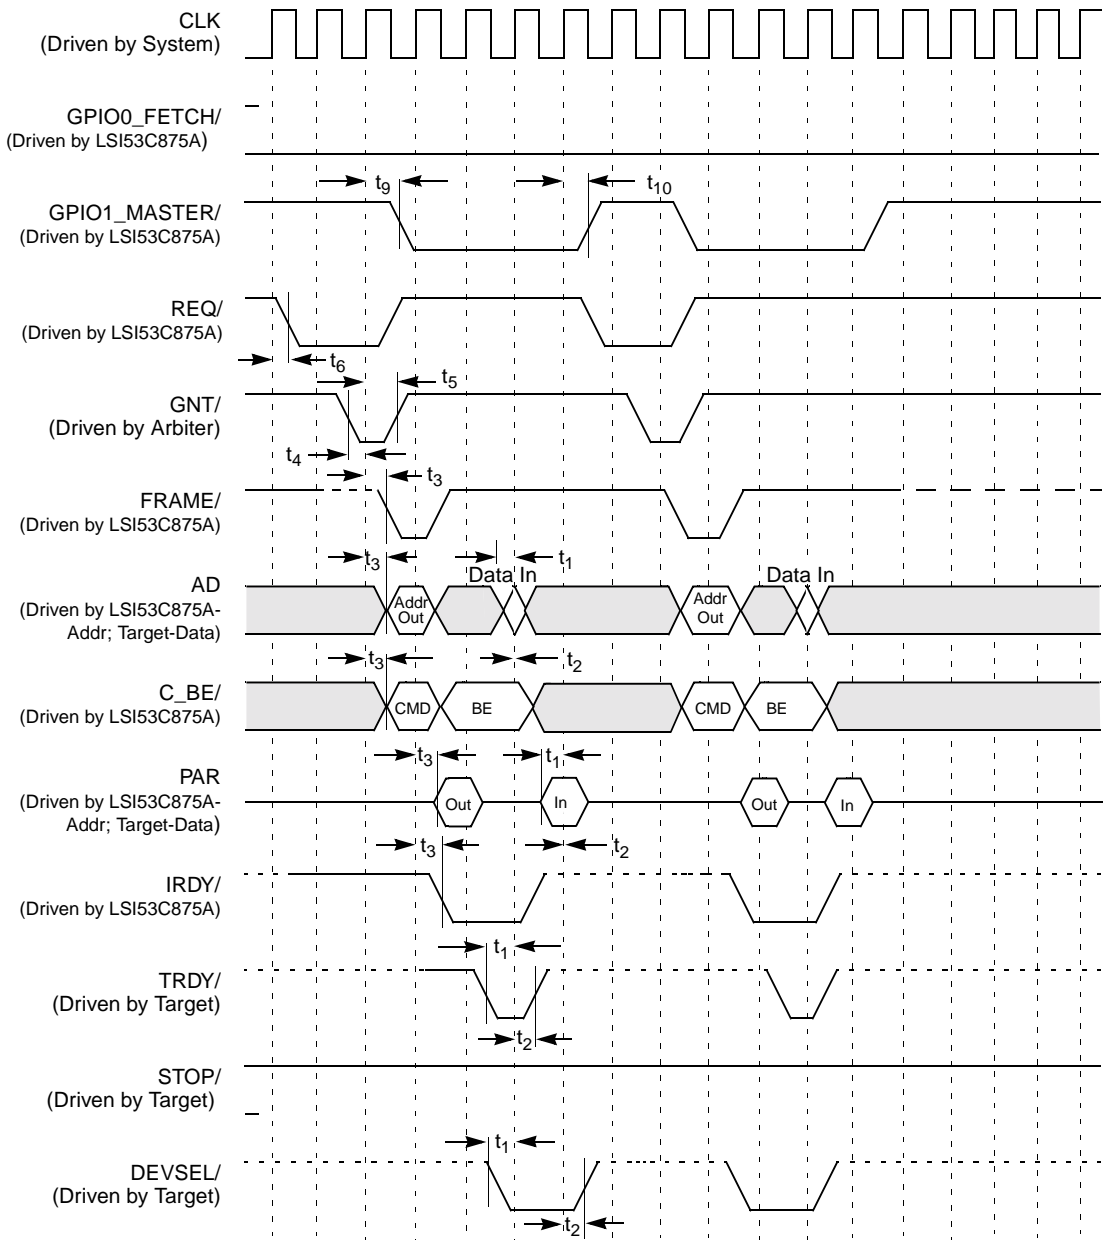 CLK
(Driven by System)
GPIO0_FETCH/
(Driven by LSI53C875A)
t9
t10
GPIO1_MASTER/
(Driven by LSI53C875A)
REQ/
(Driven by LSI53C875A)
t6
t5
GNT/
(Driven by Arbiter)
t4
t3
FRAME/
(Driven by LSI53C875A)
t3
t1
Data In
Data In
AD
(Driven by LSI53C875A-
Addr; Target-Data)
Addr
Out
Addr
Out
t3
t2
C_BE/
(Driven by LSI53C875A)
CMD
BE
CMD
BE
t3
t1
PAR
(Driven by LSI53C875A-
Addr; Target-Data)
Out
In
Out
In
t3
t2
IRDY/
(Driven by LSI53C875A)
t1
TRDY/
(Driven by Target)
t2
STOP/
(Driven by Target)
t1
DEVSEL/
(Driven by Target)
t2